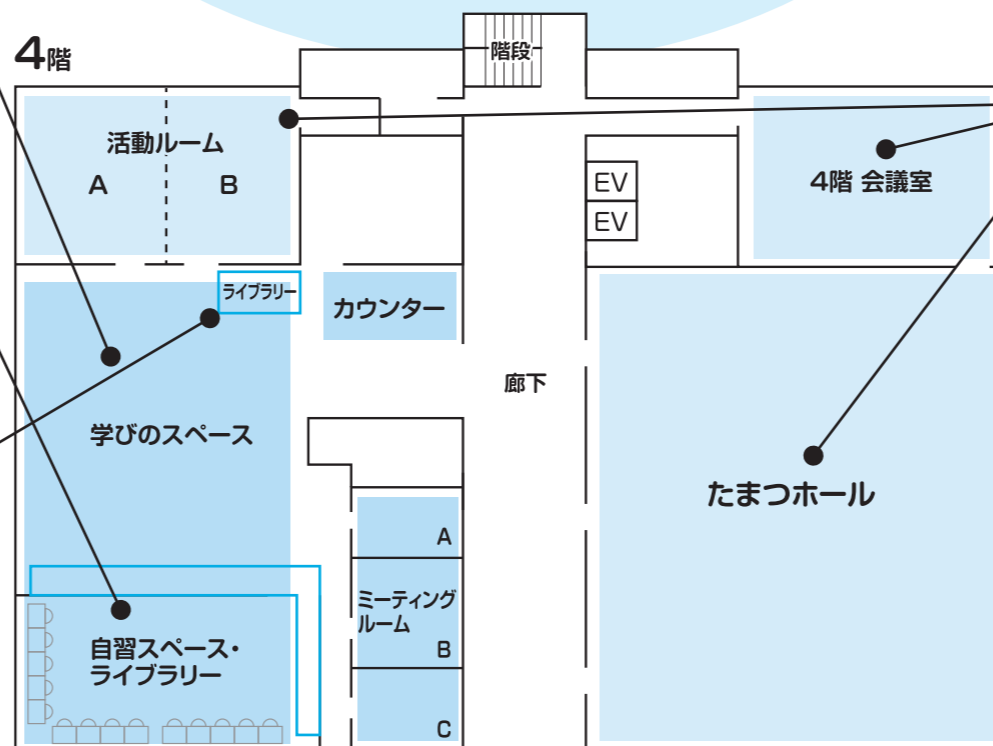 4階
階段
活動ルーム
A
B
EV
EV
4階 会議室
ライブラリー
カウンター
廊下
学びのスペース
たまつホール
A
ミーティング
ルーム
B
C
自習スペース・
ライブラリー